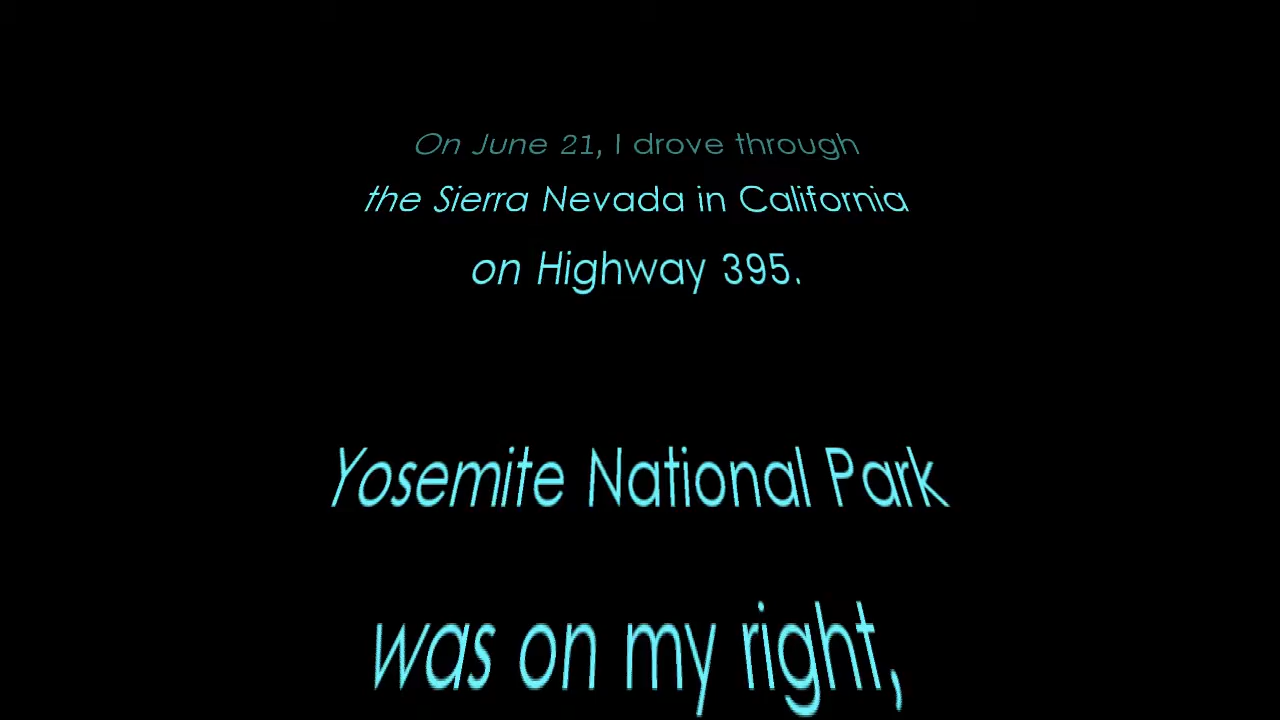 On June 21, I drove through
the Sierra Nevada in California
on Highway 395.
Yosemite National Park
was on my right,